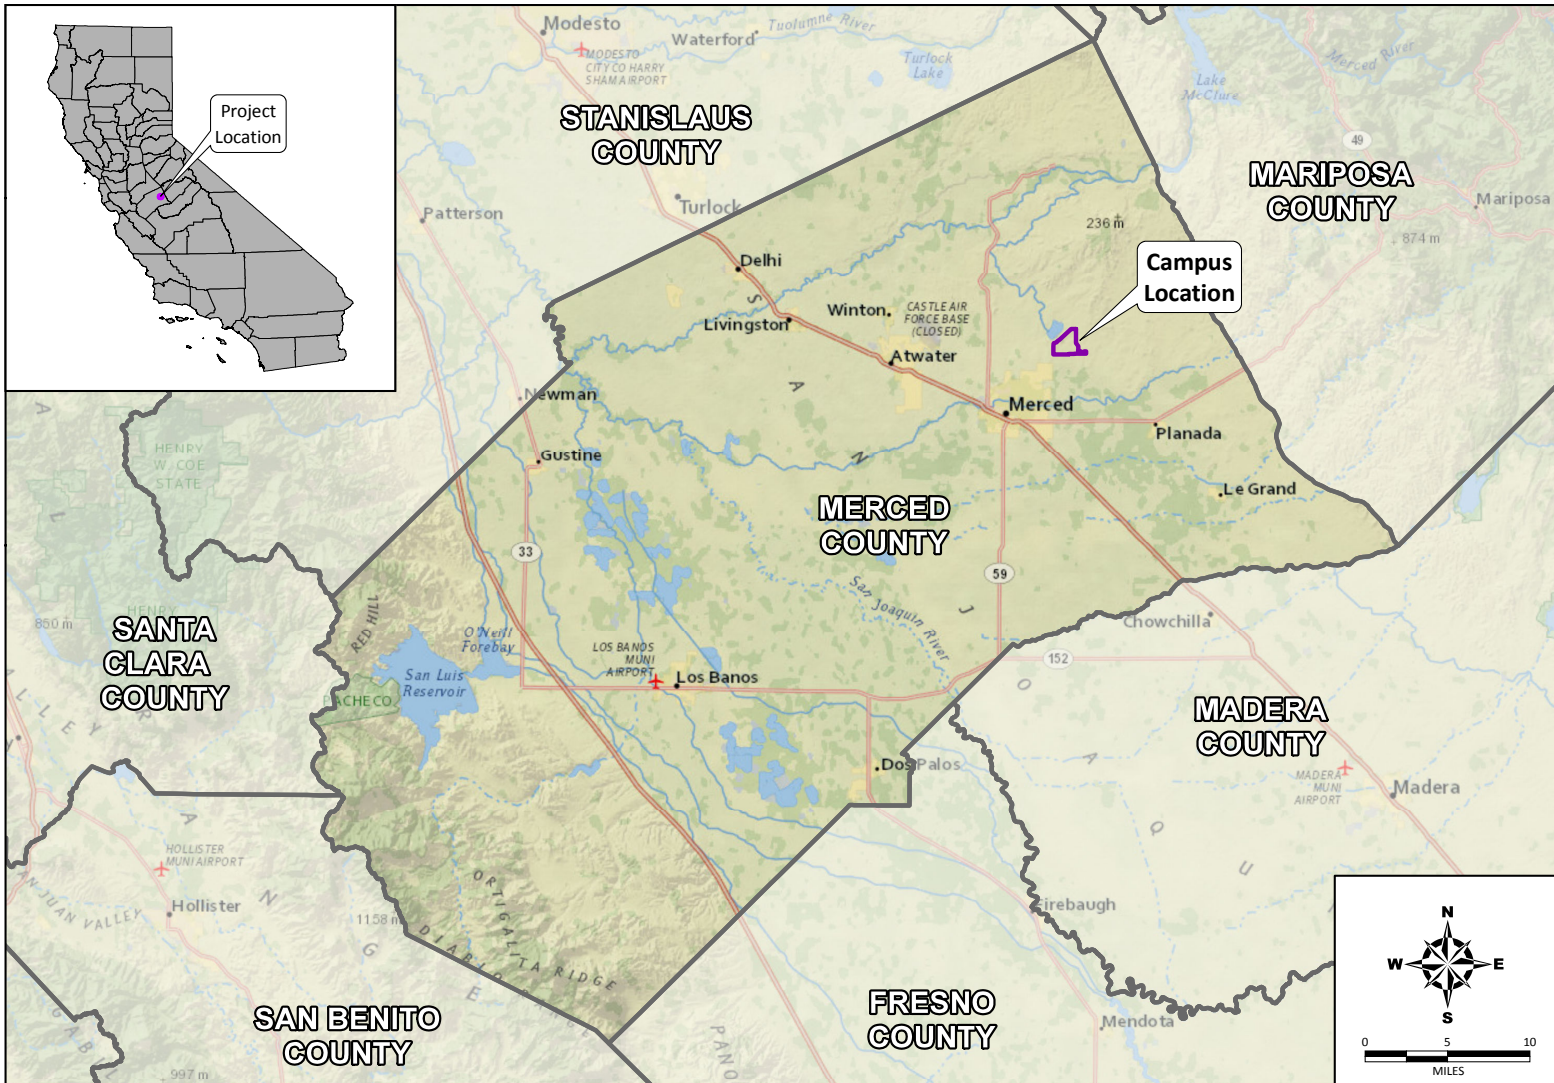 Project
Location
Modesto
MODESTO
CITY CO HARRY
SHAM AIRPORT
Waterford
Tuolumne River
Turlock
Lake
Lake
McClure
Merced River
49
STANISLAUS
COUNTY
MARIPOSA
COUNTY
Mariposa
874 m
236 m
Patterson
Turlock
Campus
Location
Delhi
Livingston
Winton
CASTLE AIR
FORCE BASE
(CLOSED)
Atwater
Merced
Planada
Le Grand
Newman
Gustine
HENRY
W. COE
STATE
HENRY
MERCED
COUNTY
33
59
152
San Joaquin River
S A N J O A Q U
Chowchilla
850 m
SANTA
CLARA
COUNTY
RED HILL
O'Neill
Forebay
San Luis
Reservoir
PACHECO
LOS BANOS
MUNI
AIRPORT
Los Banos
Dos Palos
MADERA
COUNTY
MADERA
MUNI
AIRPORT
Madera
VALLEY
HOLLISTER
MUNI AIRPORT
Hollister
SAN JUAN VALLEY
1158 m
ORTIGALITA RIDGE
DIABLO
R A N G E
Firebaugh
Mendota
SAN BENITO
COUNTY
FRESNO
COUNTY
PANO
997 m
GAB
N
W E
S
0 5 10
MILES